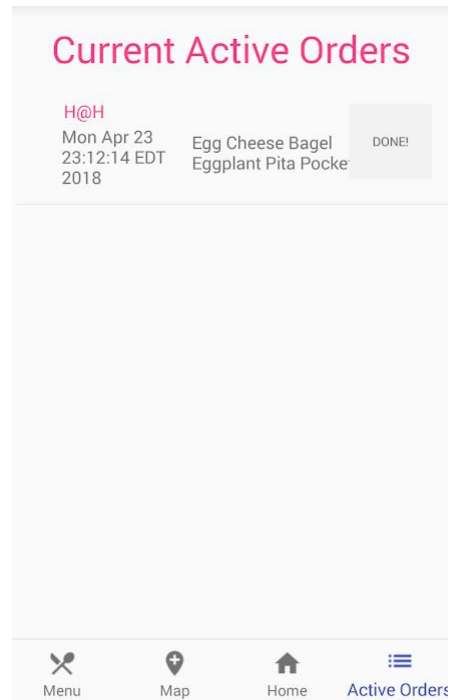 Current Active Orders
H@H
Mon Apr 23
23:12:14 EDT
2018
Egg Cheese Bagel
Eggplant Pita Pocke
DONE!
Menu
Map
Home
Active Orders